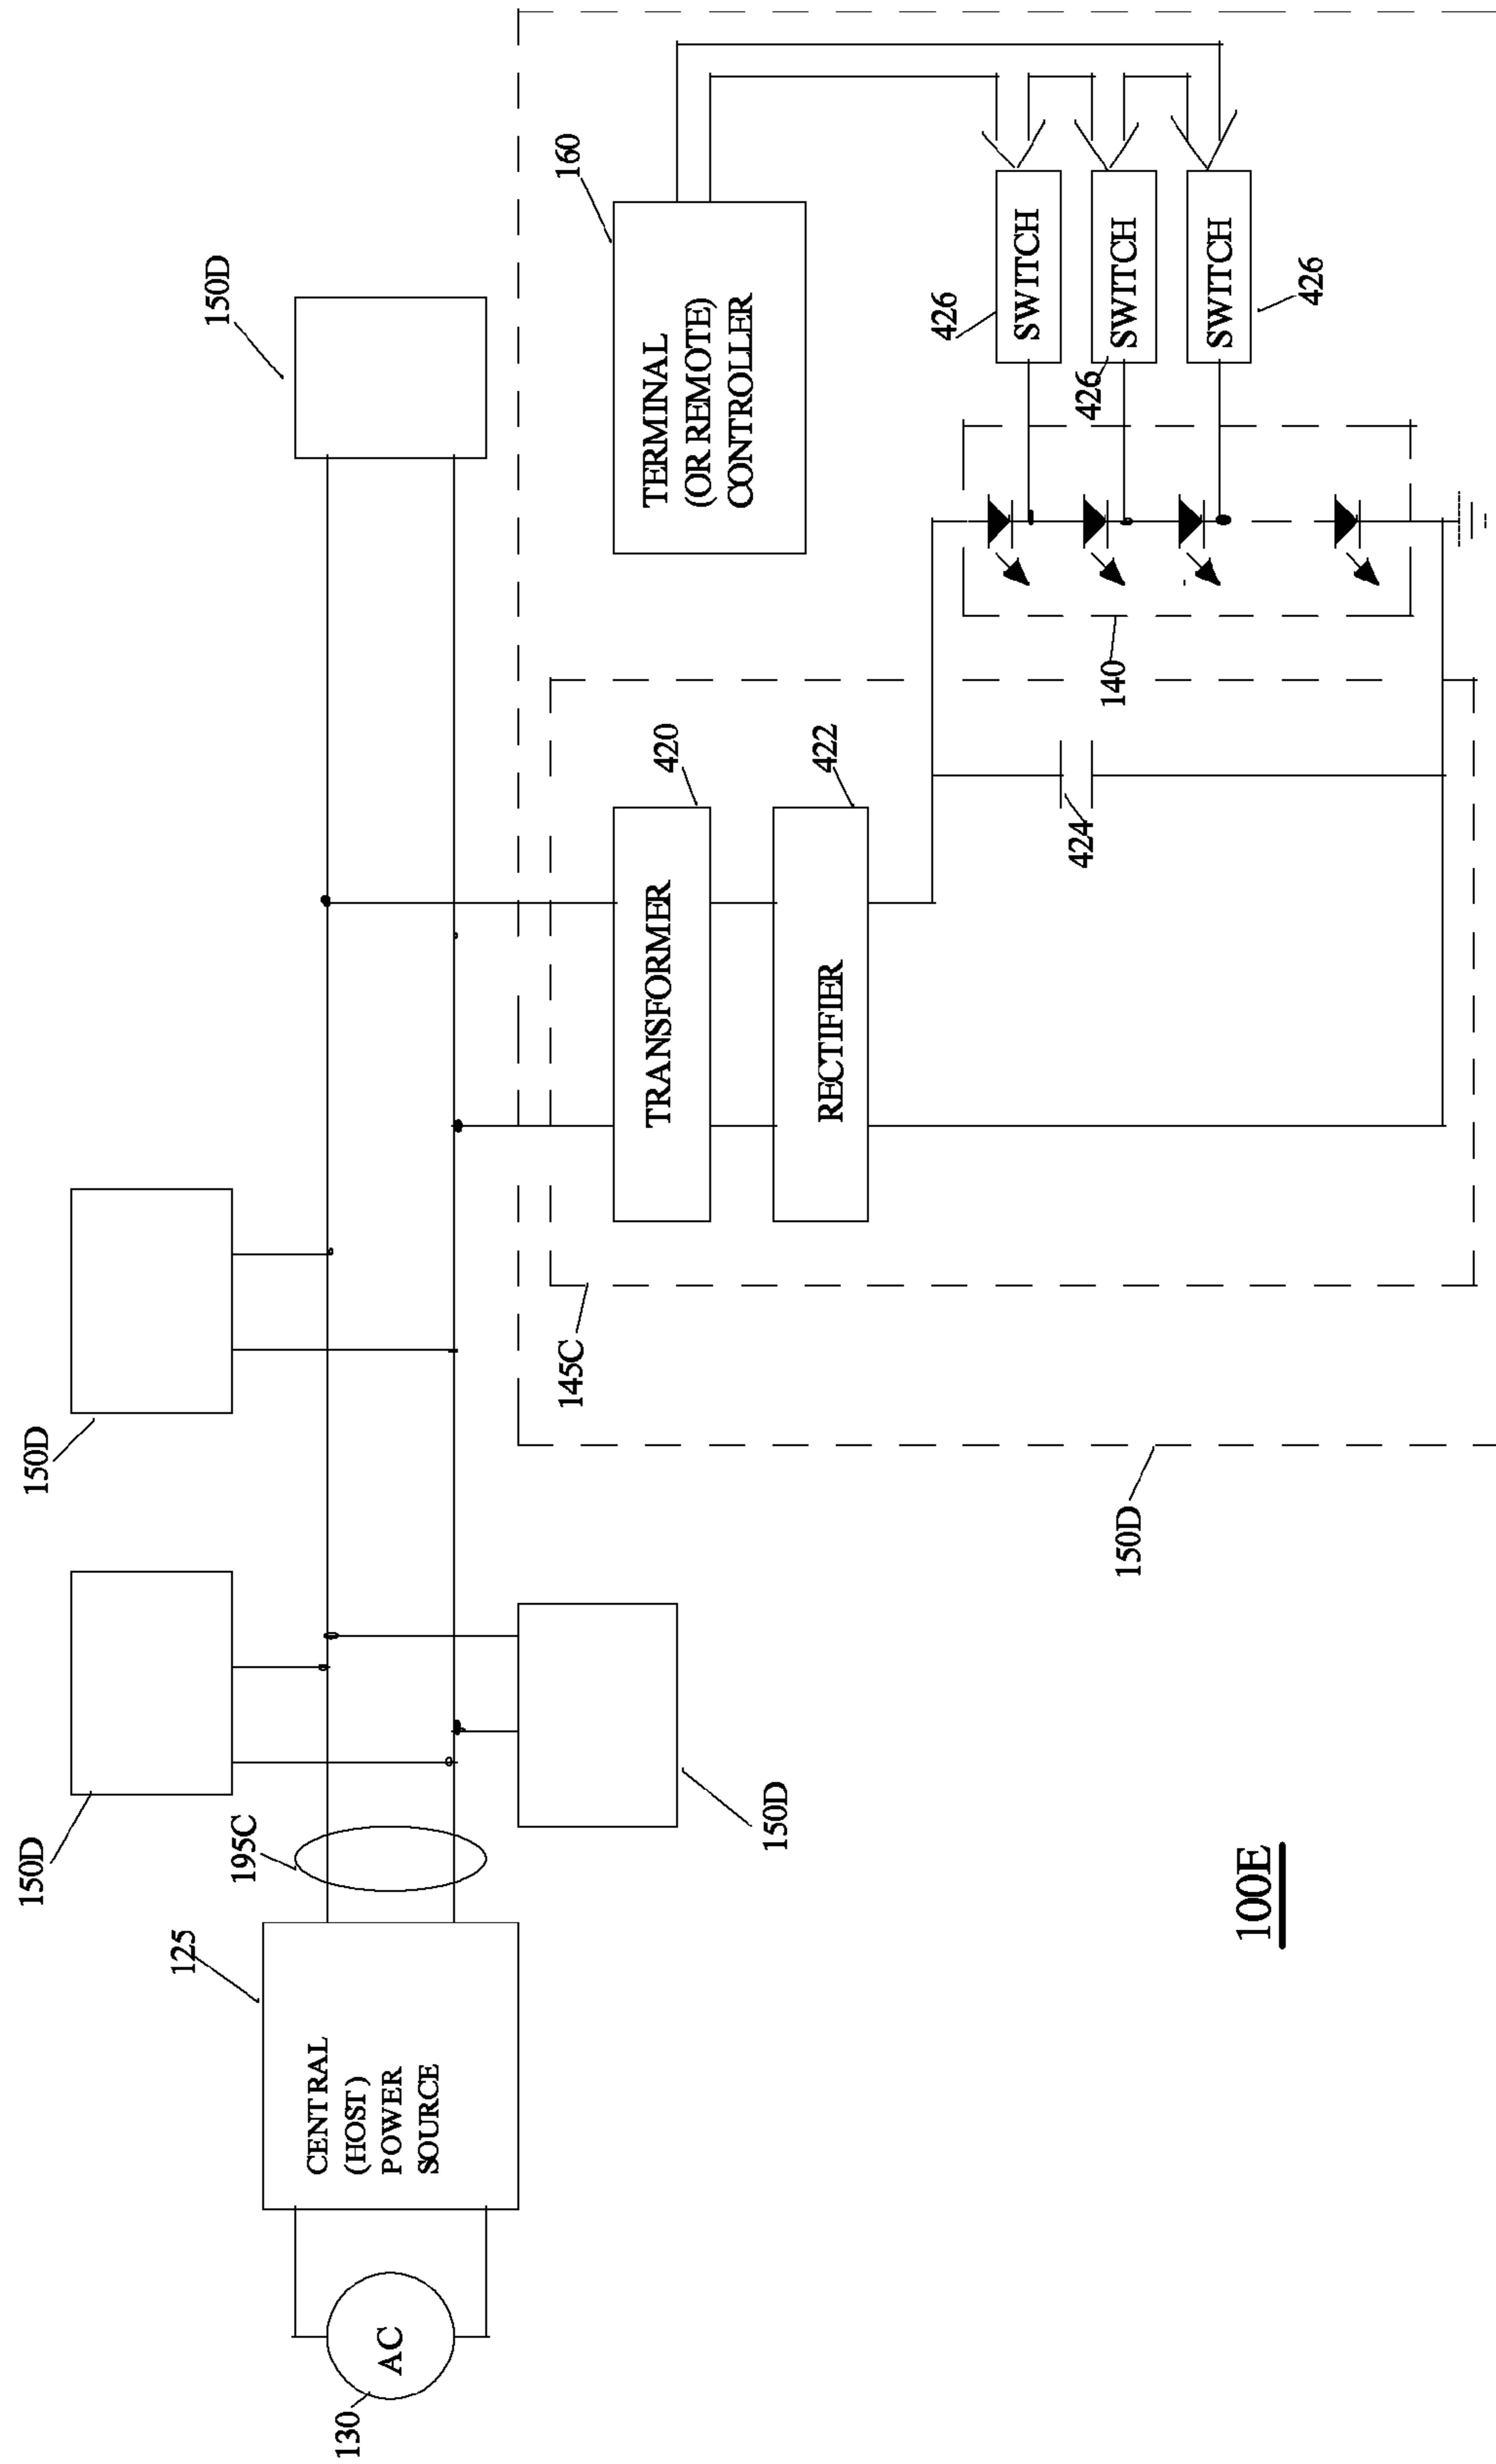 130
AC
125
CENTRAL
(HOST)
POWER
SOURCE
195C
150D
150D
150D
150D
150D
145C
TRANSFORMER
420
RECTIFIER
422
424
140
160
TERMINAL
(OR REMOTE)
CONTROLLER
426
SWITCH
426
SWITCH
426
SWITCH
100E